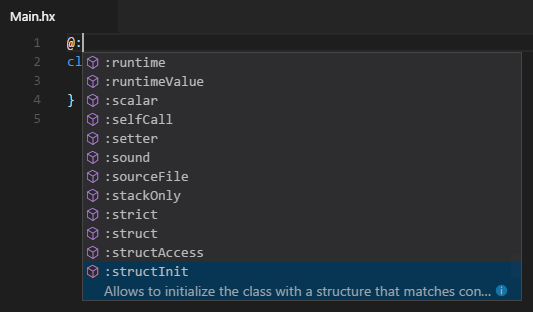 Main.hx
1 @:
2 cl
3
4 }
5
:runtime
:runtimeValue
:scalar
:selfCall
:setter
:sound
:sourceFile
:stackOnly
:strict
:struct
:structAccess
:structInit
Allows to initialize the class with a structure that matches con...